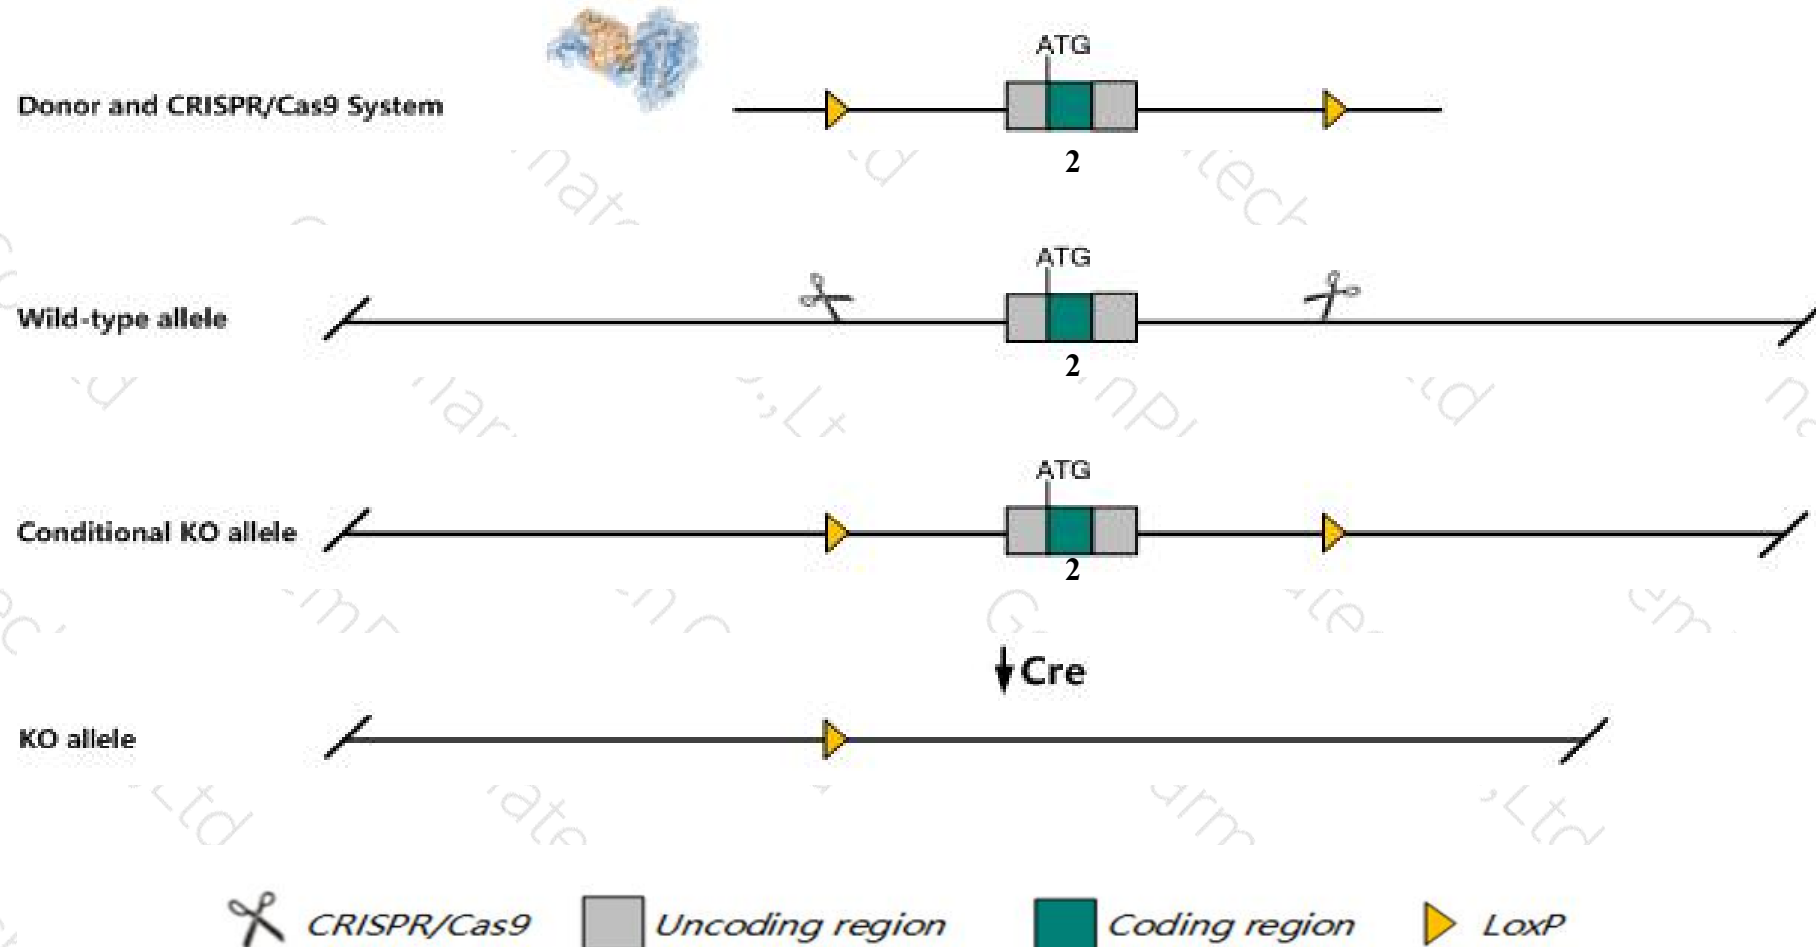 ATG
Donor and CRISPR/Cas9 System
2
ATG
Wild-type allele
2
ATG
Conditional KO allele
2
Cre
KO allele
CRISPR/Cas9 Uncoding region Coding region LoxP